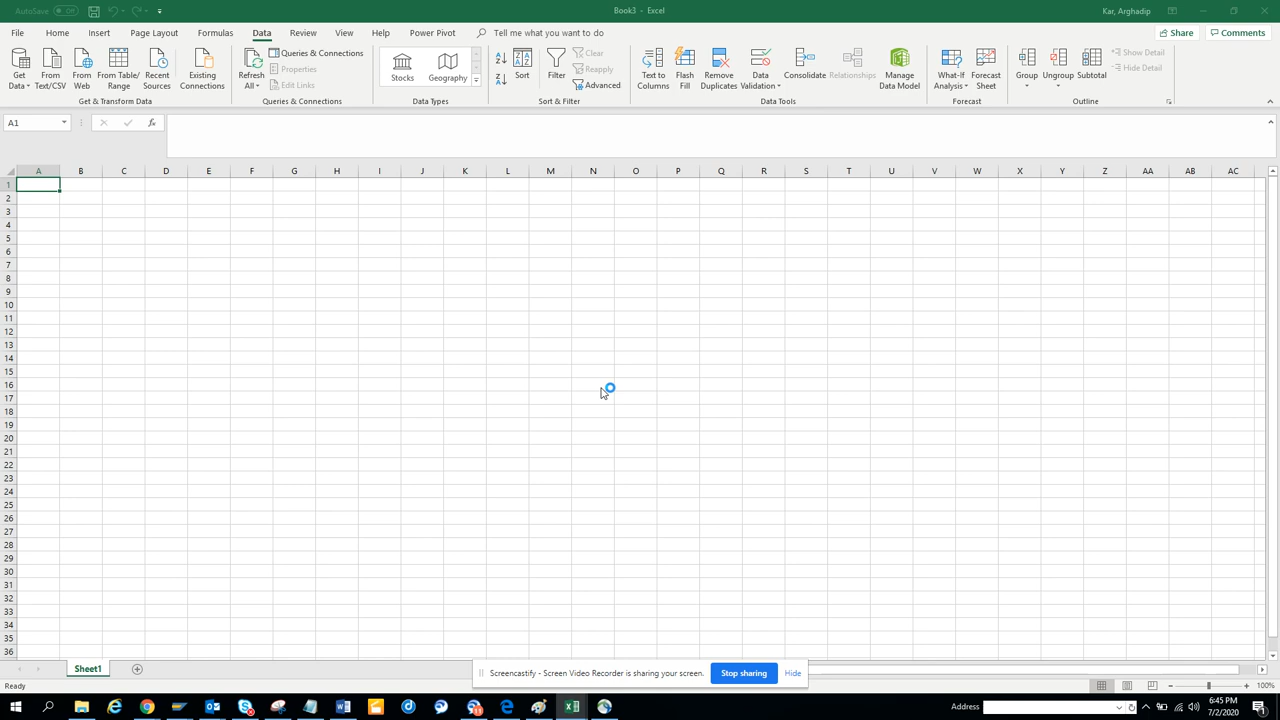 AutoSave Off Book3 - Excel Kar, Arghadip
File Home Insert Page Layout Formulas Data Review View Help Power Pivot Tell me what you want to do Share Comments
Get Data From Text/CSV From Web From Table/ Range Recent Sources Existing Connections
Get & Transform Data
Refresh All Queries & Connections Properties Edit Links
Queries & Connections
Stocks Geography
Data Types
Sort Filter Clear Reapply Advanced
Sort & Filter
Text to Columns Flash Fill Remove Duplicates Data Validation Consolidate Relationships Manage Data Model
Data Tools
What-If Analysis Forecast Sheet
Forecast
Group Ungroup Subtotal Show Detail Hide Detail
Outline
A1 fx
A B C D E F G H I J K L M N O P Q R S T U V W X Y Z AA AB AC
1
2
3
4
5
6
7
8
9
10
11
12
13
14
15
16
17
18
19
20
21
22
23
24
25
26
27
28
29
30
31
32
33
34
35
36
Sheet1
Screencastify - Screen Video Recorder is sharing your screen. Stop sharing Hide
Ready 100%
Address 6:45 PM
7/2/2020